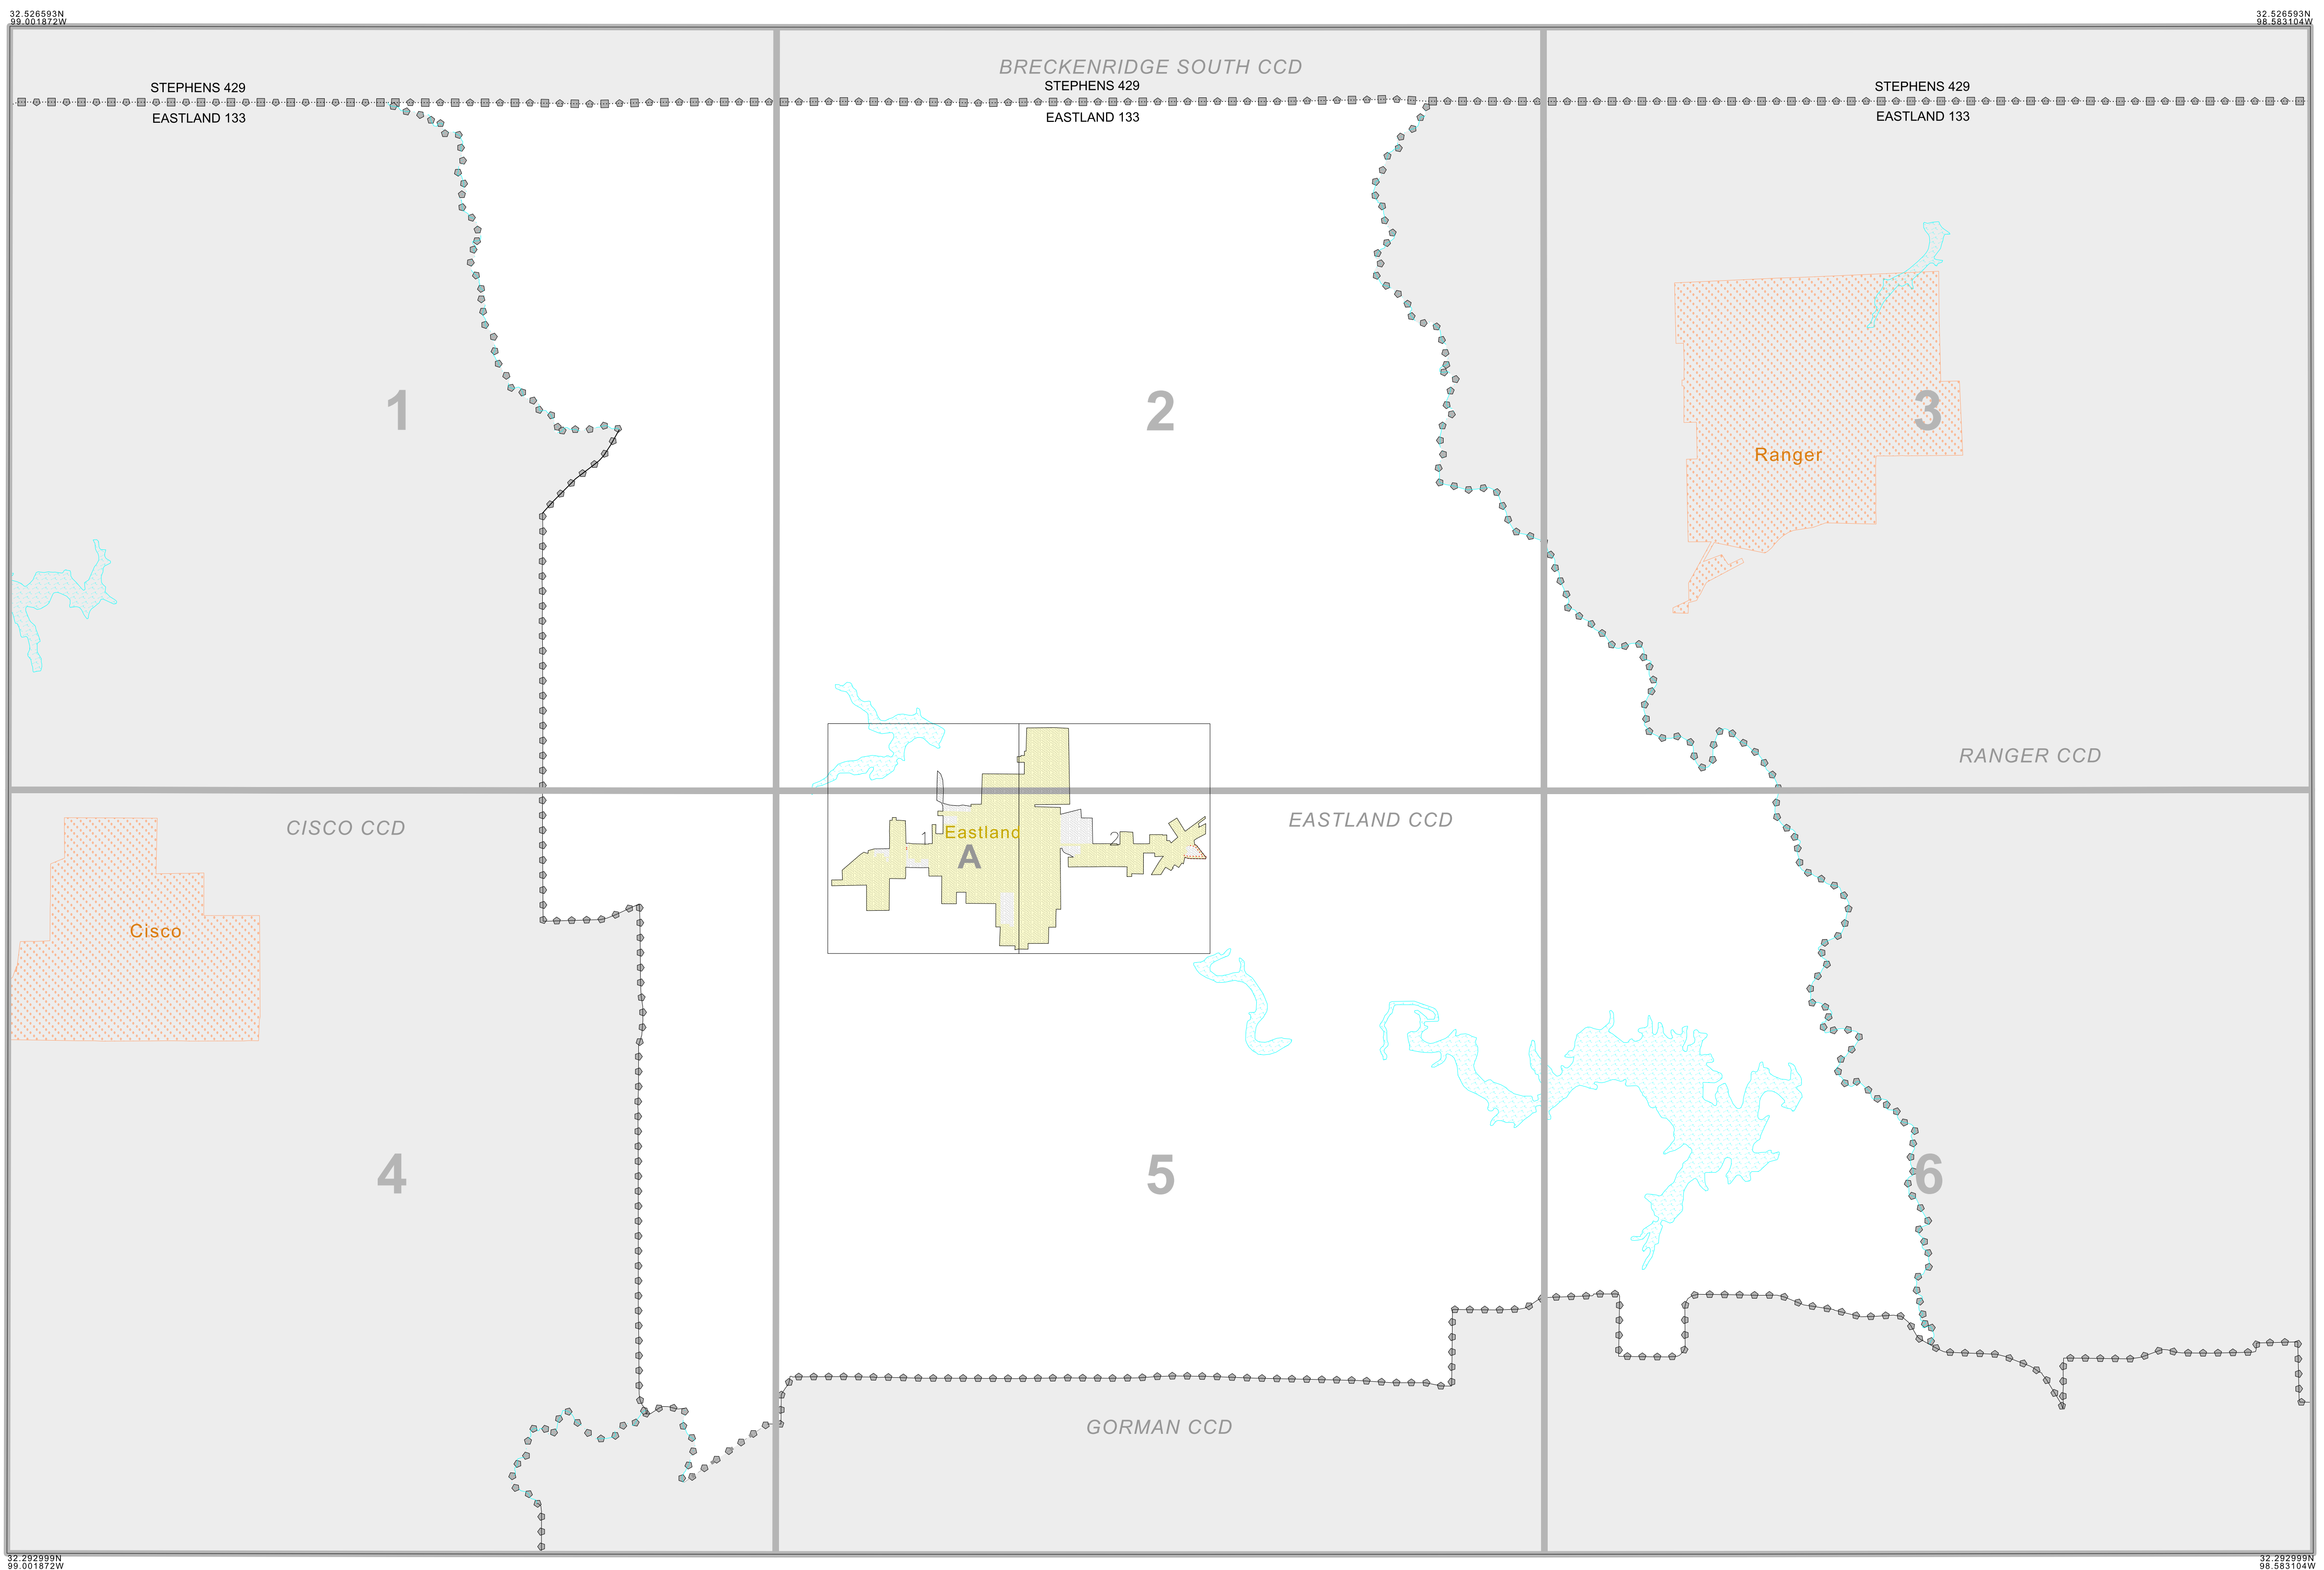 32.526593N
99.001872W
32.526593N
98.583104W
BRECKENRIDGE SOUTH CCD
STEPHENS 429
STEPHENS 429
STEPHENS 429
EASTLAND 133
EASTLAND 133
EASTLAND 133
1
2
3
Ranger
RANGER CCD
CISCO CCD
EASTLAND CCD
1
Eastland
2
A
Cisco
4
5
6
GORMAN CCD
32.292999N
99.001872W
32.292999N
98.583104W